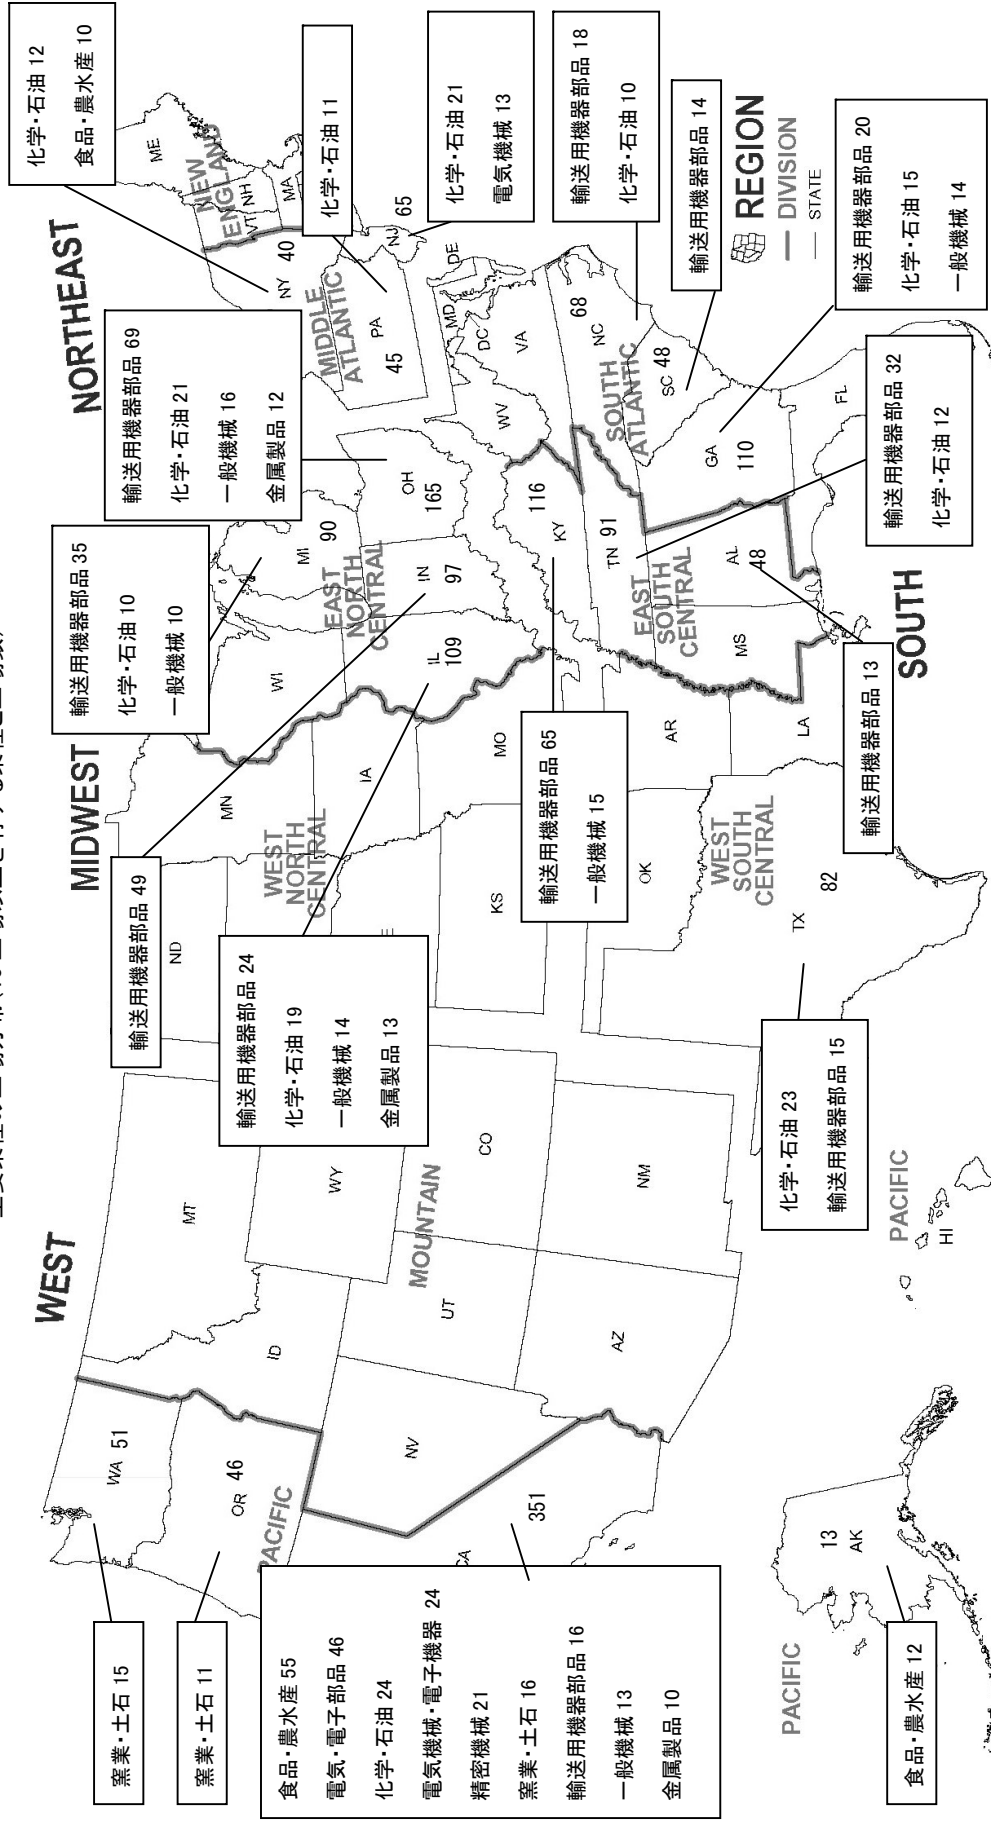 WEST
MIDWEST
NORTHEAST
SOUTH
PACIFIC
MOUNTAIN
WEST
NORTH
CENTRAL
EAST
NORTH
CENTRAL
MIDDLE
ATLANTIC
NEW
ENGLAND
WEST
SOUTH
CENTRAL
EAST
SOUTH
CENTRAL
SOUTH
ATLANTIC
PACIFIC
PACIFIC
REGION
DIVISION
STATE
窯業・土石 15
窯業・土石 11
食品・農水産 55
電気・電子部品 46
化学・石油 24
電気機械・電子機器 24
精密機械 21
窯業・土石 16
輸送用機器部品 16
一般機械 13
金属製品 10
食品・農水産 12
輸送用機器部品 49
輸送用機器部品 24
化学・石油 19
一般機械 14
金属製品 13
化学・石油 23
輸送用機器部品 15
輸送用機器部品 35
化学・石油 10
一般機械 10
輸送用機器部品 65
一般機械 15
輸送用機器部品 13
輸送用機器部品 69
化学・石油 21
一般機械 16
金属製品 12
輸送用機器部品 32
化学・石油 12
化学・石油 12
食品・農水産 10
化学・石油 11
化学・石油 21
電気機械 13
輸送用機器部品 18
化学・石油 10
輸送用機器部品 14
輸送用機器部品 20
化学・石油 15
一般機械 14
WA 51
OR 46
CA
351
NV
ID
MT
WY
UT
CO
AZ
NM
ND
KS
OK
TX
82
MN
IA
MO
AR
LA
WI
IL
109
MI
90
IN
97
OH
165
KY
116
TN 91
MS
AL
48
GA
110
FL
SC 48
NC
68
VA
WV
DC
MD
DE
PA
45
NJ
65
NY
40
VT
NH
MA
ME
13
AK
HI